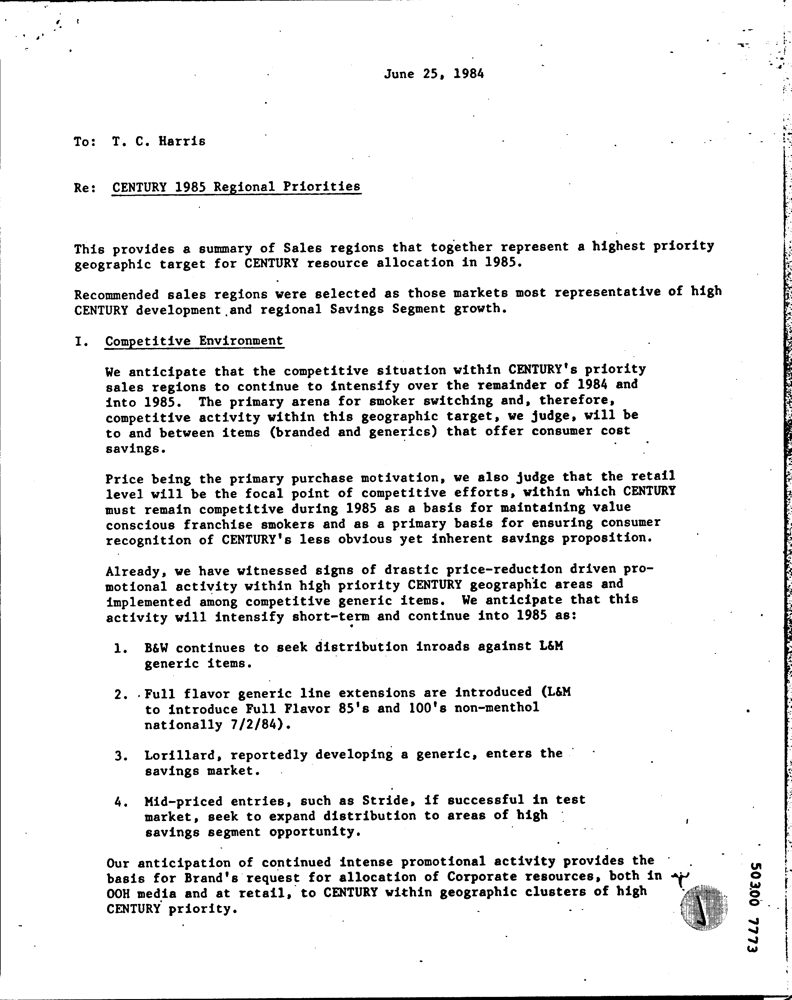 June 25, 1984
To: T. C. Harris
Re: CENTURY 1985 Regional Priorities
This provides a summary of Sales regions that together represent a highest priority
geographic target for CENTURY resource allocation in 1985.
Recommended sales regions were selected as those markets most representative of high
CENTURY development and regional Savings Segment growth.
I. Competitive Environment
We anticipate that the competitive situation within CENTURY's priority
sales regions to continue to intensify over the remainder of 1984 and
into 1985. The primary arena for smoker switching and, therefore,
competitive activity within this geographic target, we judge, will be
to and between items (branded and generics) that offer consumer cost
savings.
Price being the primary purchase motivation, we also judge that the retail
level will be the focal point of competitive efforts, within which CENTURY
must remain competitive during 1985 as a basis for maintaining value
conscious franchise smokers and as a primary basis for ensuring consumer
recognition of CENTURY's less obvious yet inherent savings proposition.
Already, we have witnessed signs of drastic price-reduction driven pro-
motional activity within high priority CENTURY geographic areas and
implemented among competitive generic items. We anticipate that this
activity will intensify short-term and continue into 1985 as:
1. B&W continues to seek distribution inroads against L&M
generic items.
2. Full flavor generic line extensions are introduced (L&M
to introduce Full Flavor 85's and 100's non-menthol
nationally 7/2/84).
3. Lorillard, reportedly developing a generic, enters the
savings market.
4. Mid-priced entries, such as Stride, if successful in test
market, seek to expand distribution to areas of high
savings segment opportunity.
Our anticipation of continued intense promotional activity provides the
basis for Brand's request for allocation of Corporate resources, both in
OOH media and at retail, to CENTURY within geographic clusters of high
CENTURY priority.
50300 7773